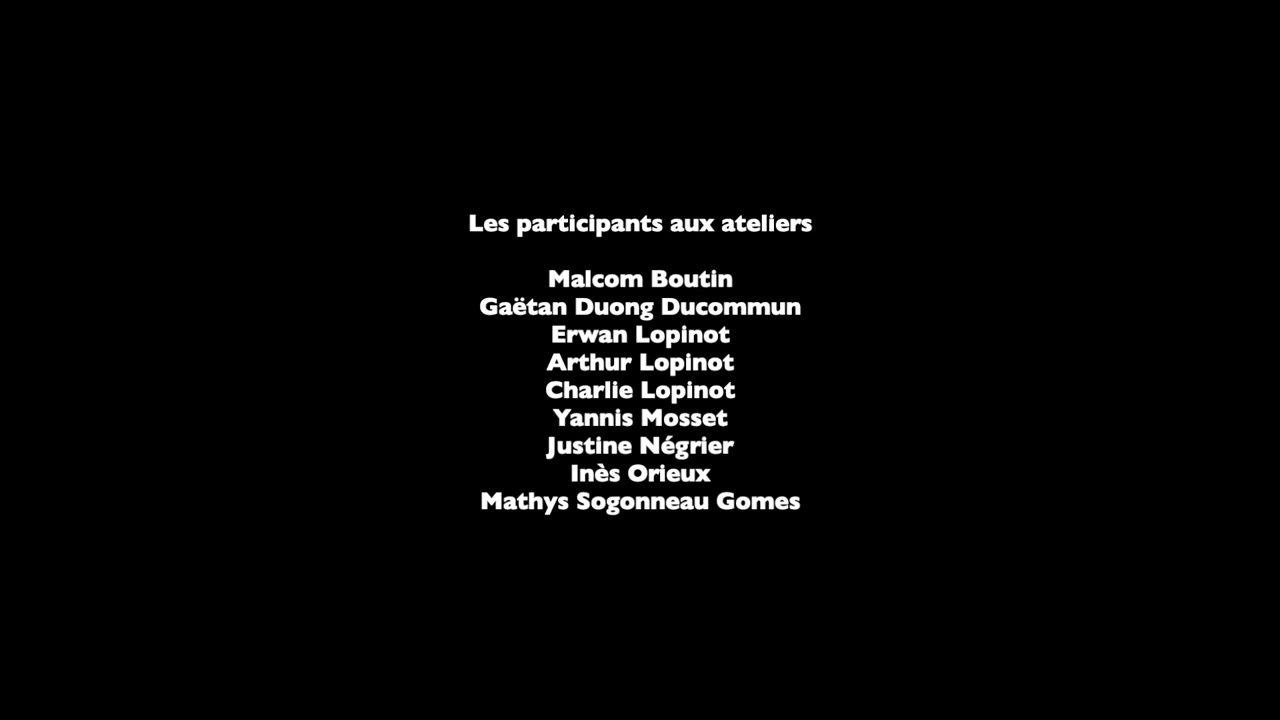 Les participants aux ateliers
Malcom Boutin
Gaëtan Duong Ducommun
Erwan Lopinot
Arthur Lopinot
Charlie Lopinot
Yannis Mosset
Justine Négrier
Inès Orieux
Mathys Sogonneau Gomes